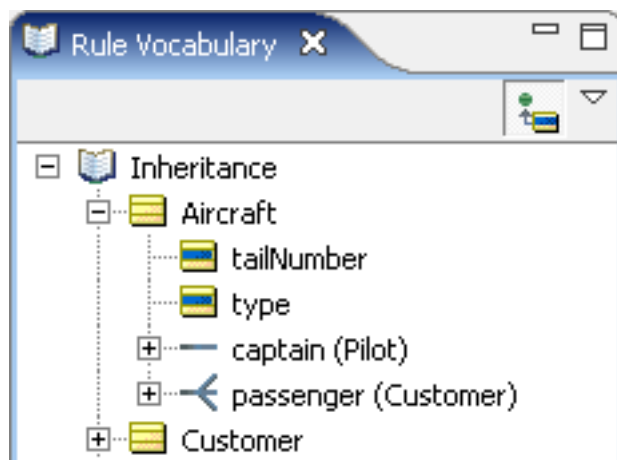 Rule Vocabulary
Inheritance
Aircraft
tailNumber
type
captain (Pilot)
passenger (Customer)
Customer